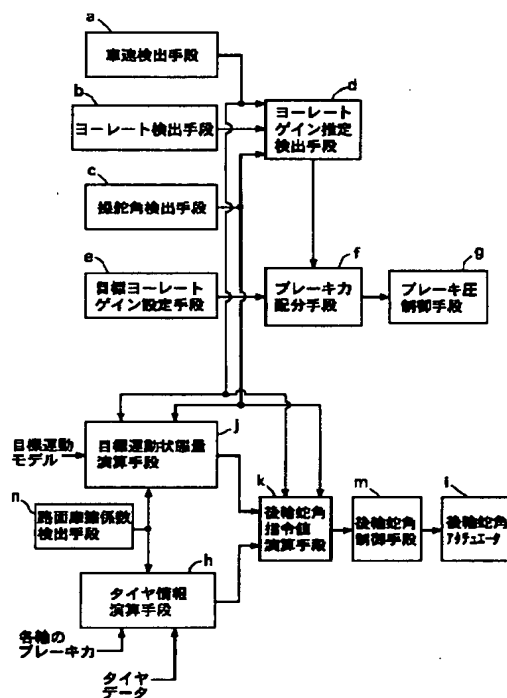 a
車速検出手段
b
ヨーレート検出手段
c
操舵角検出手段
d
ヨーレート
ゲイン推定
検出手段
e
目標ヨーレート
ゲイン設定手段
f
ブレーキ力
配分手段
g
ブレーキ圧
制御手段
j
目標運動状態量
演算手段
目標運動
モデル
n
路面摩擦係数
検出手段
k
後輪舵角
指令値
演算手段
m
後輪舵角
制御手段
i
後輪舵角
アクチュエータ
h
タイヤ情報
演算手段
各輪の
ブレーキ力
タイヤ
データ